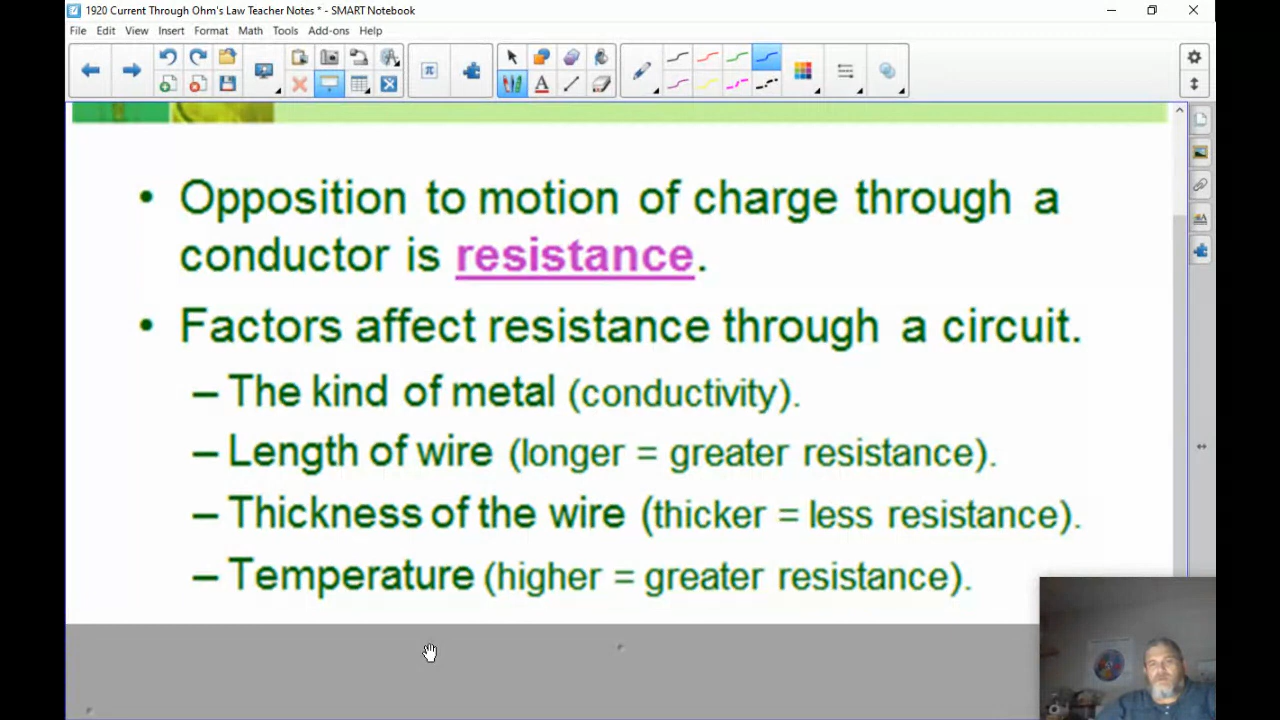 1920 Current Through Ohm's Law Teacher Notes * - SMART Notebook
File Edit View Insert Format Math Tools Add-ons Help
• Opposition to motion of charge through a
conductor is resistance.
• Factors affect resistance through a circuit.
– The kind of metal (conductivity).
– Length of wire (longer = greater resistance).
– Thickness of the wire (thicker = less resistance).
– Temperature (higher = greater resistance).